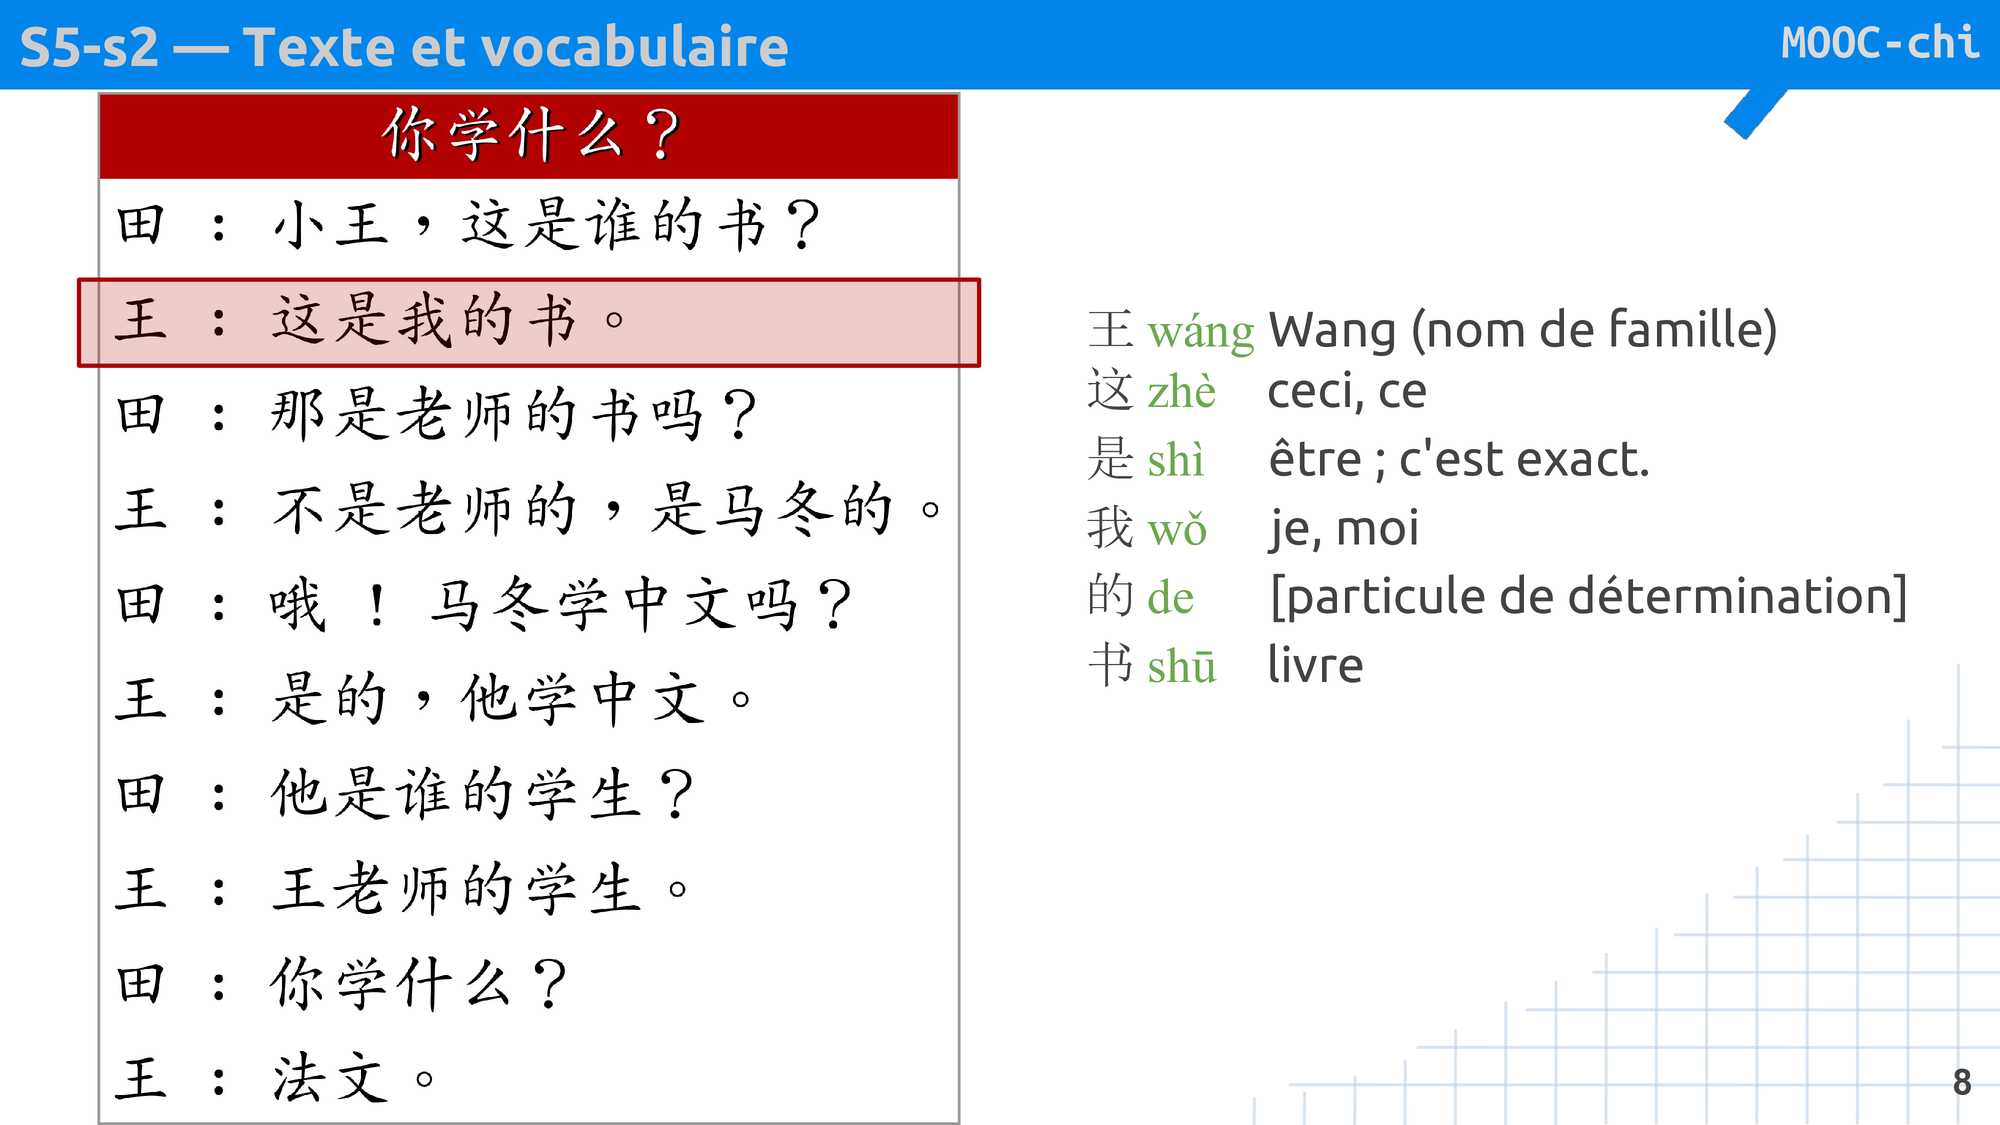 S5-s2 — Texte et vocabulaire
MOOC-chi
你学什么？
田 : 小王，这是谁的书？
王 : 这是我的书。
田 : 那是老师的书吗？
王 : 不是老师的，是马冬的。
田 : 哦 ! 马冬学中文吗？
王 : 是的，他学中文。
田 : 他是谁的学生？
王 : 王老师的学生。
田 : 你学什么？
王 : 法文。
王 wáng Wang (nom de famille)
这 zhè ceci, ce
是 shì être ; c'est exact.
我 wǒ je, moi
的 de [particule de détermination]
书 shū livre
8